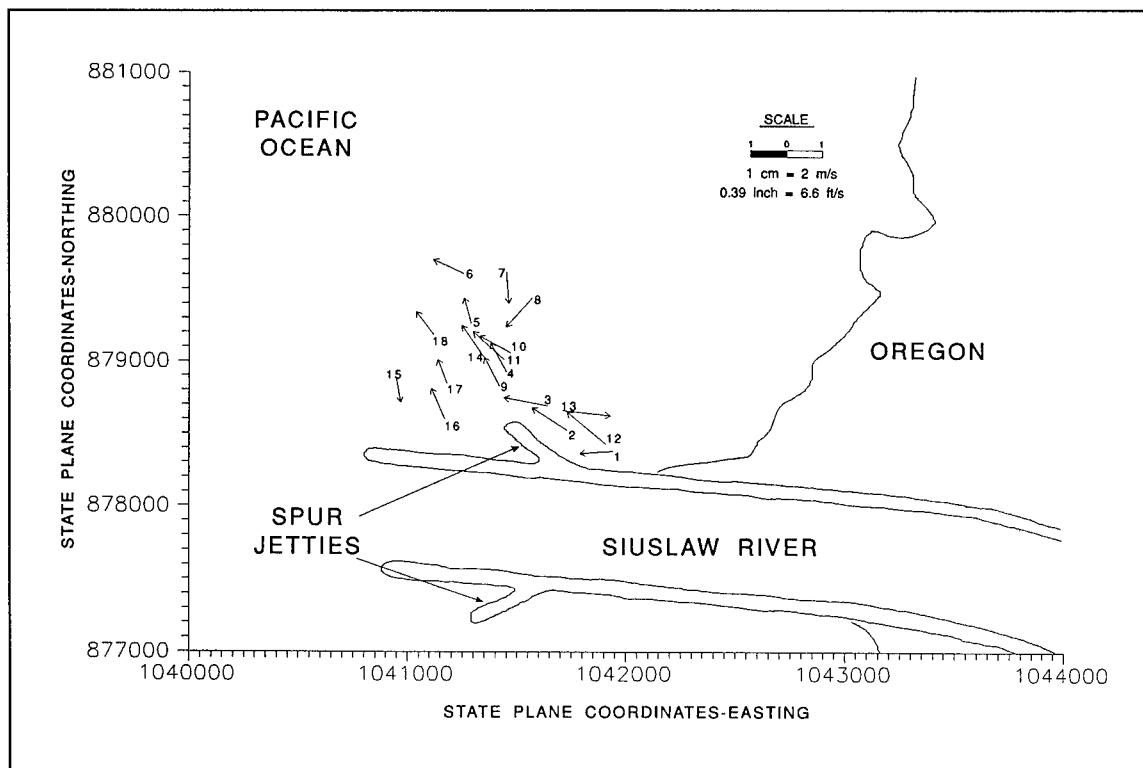 881000
880000
879000
878000
877000
STATE PLANE COORDINATES-NORTHING
PACIFIC
OCEAN
SCALE
1 0 1
1 cm = 2 m/s
0.39 Inch = 6.6 ft/s
OREGON
6
7
8
5
18
14
10
11
4
15
17
9
3
13
16
2
12
1
SPUR
JETTIES
SIUSLAW RIVER
1040000 1041000 1042000 1043000 1044000
STATE PLANE COORDINATES-EASTING